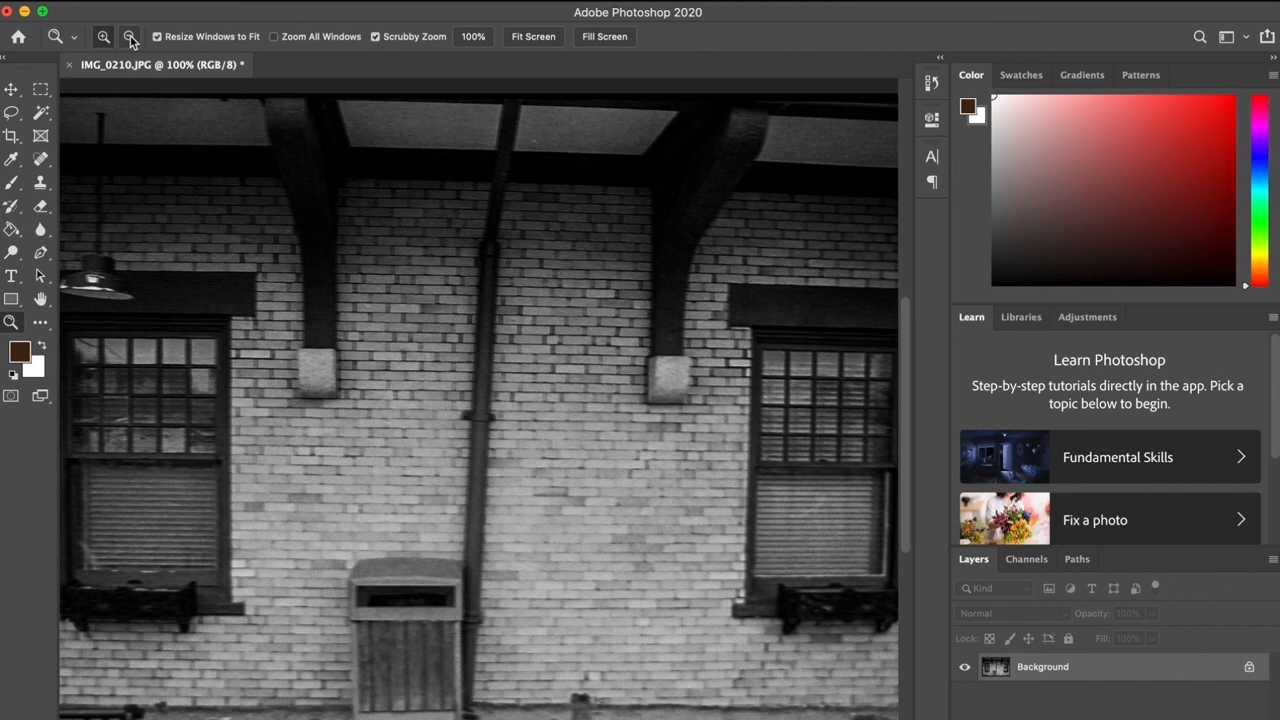 Adobe Photoshop 2020
Resize Windows to Fit Zoom All Windows Scrubby Zoom 100% Fit Screen Fill Screen
IMG_0210.JPG @ 100% (RGB/8) *
Color Swatches Gradients Patterns
Learn Libraries Adjustments
Learn Photoshop
Step-by-step tutorials directly in the app. Pick a
topic below to begin.
Fundamental Skills
Fix a photo
Layers Channels Paths
Kind
Normal Opacity: 100%
Lock: Fill: 100%
Background